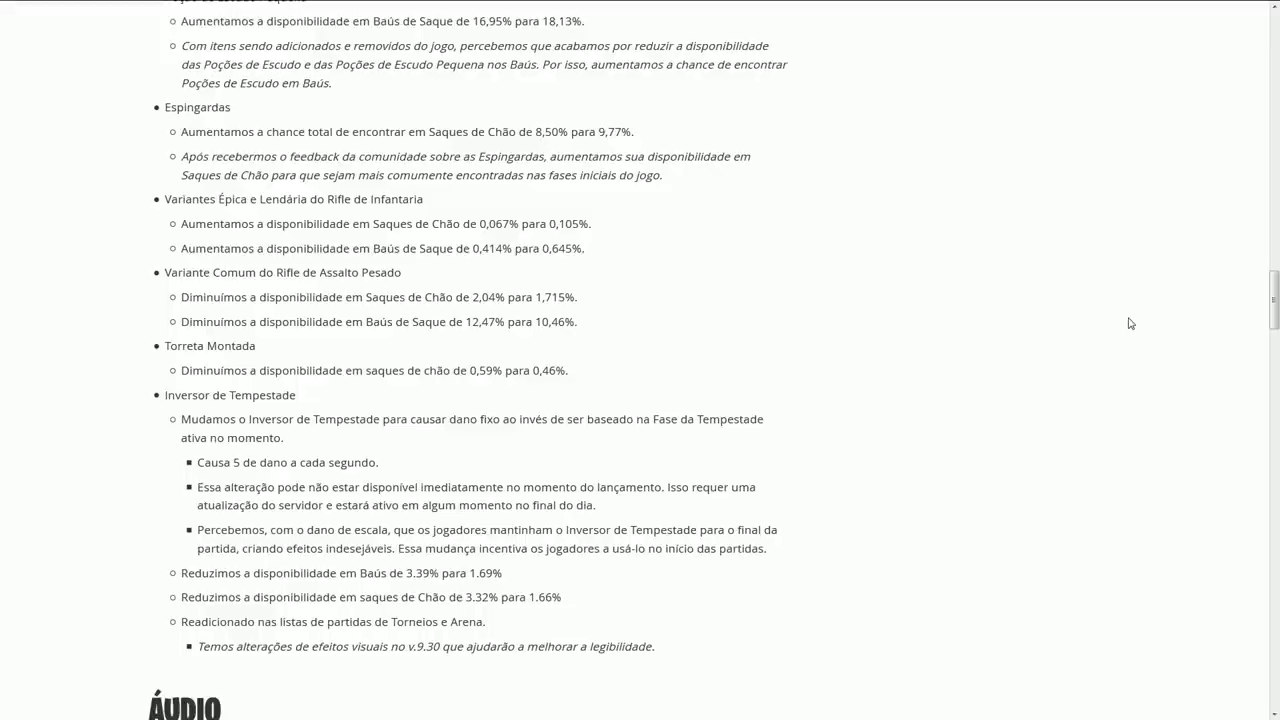 Aumentamos a disponibilidade em Baús de Saque de 16,95% para 18,13%.
Com itens sendo adicionados e removidos do jogo, percebemos que acabamos por reduzir a disponibilidade
das Poções de Escudo e das Poções de Escudo Pequena nos Baús. Por isso, aumentamos a chance de encontrar
Poções de Escudo em Baús.
Espingardas
Aumentamos a chance total de encontrar em Saques de Chão de 8,50% para 9,77%.
Após recebermos o feedback da comunidade sobre as Espingardas, aumentamos sua disponibilidade em
Saques de Chão para que sejam mais comumente encontradas nas fases iniciais do jogo.
Variantes Épica e Lendária do Rifle de Infantaria
Aumentamos a disponibilidade em Saques de Chão de 0,067% para 0,105%.
Aumentamos a disponibilidade em Baús de Saque de 0,414% para 0,645%.
Variante Comum do Rifle de Assalto Pesado
Diminuímos a disponibilidade em Saques de Chão de 2,04% para 1,715%.
Diminuímos a disponibilidade em Baús de Saque de 12,47% para 10,46%.
Torreta Montada
Diminuímos a disponibilidade em saques de chão de 0,59% para 0,46%.
Inversor de Tempestade
Mudamos o Inversor de Tempestade para causar dano fixo ao invés de ser baseado na Fase da Tempestade
ativa no momento.
Causa 5 de dano a cada segundo.
Essa alteração pode não estar disponível imediatamente no momento do lançamento. Isso requer uma
atualização do servidor e estará ativo em algum momento no final do dia.
Percebemos, com o dano de escala, que os jogadores mantinham o Inversor de Tempestade para o final da
partida, criando efeitos indesejáveis. Essa mudança incentiva os jogadores a usá-lo no início das partidas.
Reduzimos a disponibilidade em Baús de 3.39% para 1.69%
Reduzimos a disponibilidade em saques de Chão de 3.32% para 1.66%
Readicionado nas listas de partidas de Torneios e Arena.
Temos alterações de efeitos visuais no v.9.30 que ajudarão a melhorar a legibilidade.
ÁUDIO